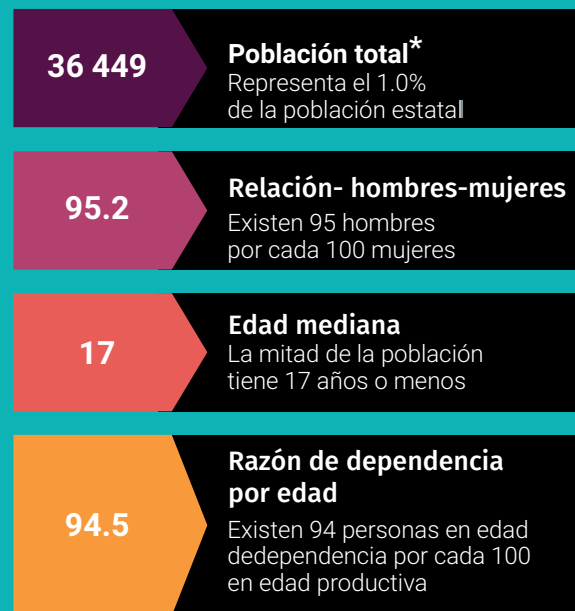 36 449
Población total*
Representa el 1.0%
de la población estatal
95.2
Relación- hombres-mujeres
Existen 95 hombres
por cada 100 mujeres
17
Edad mediana
La mitad de la población
tiene 17 años o menos
94.5
Razón de dependencia
por edad
Existen 94 personas en edad
dedependencia por cada 100
en edad productiva